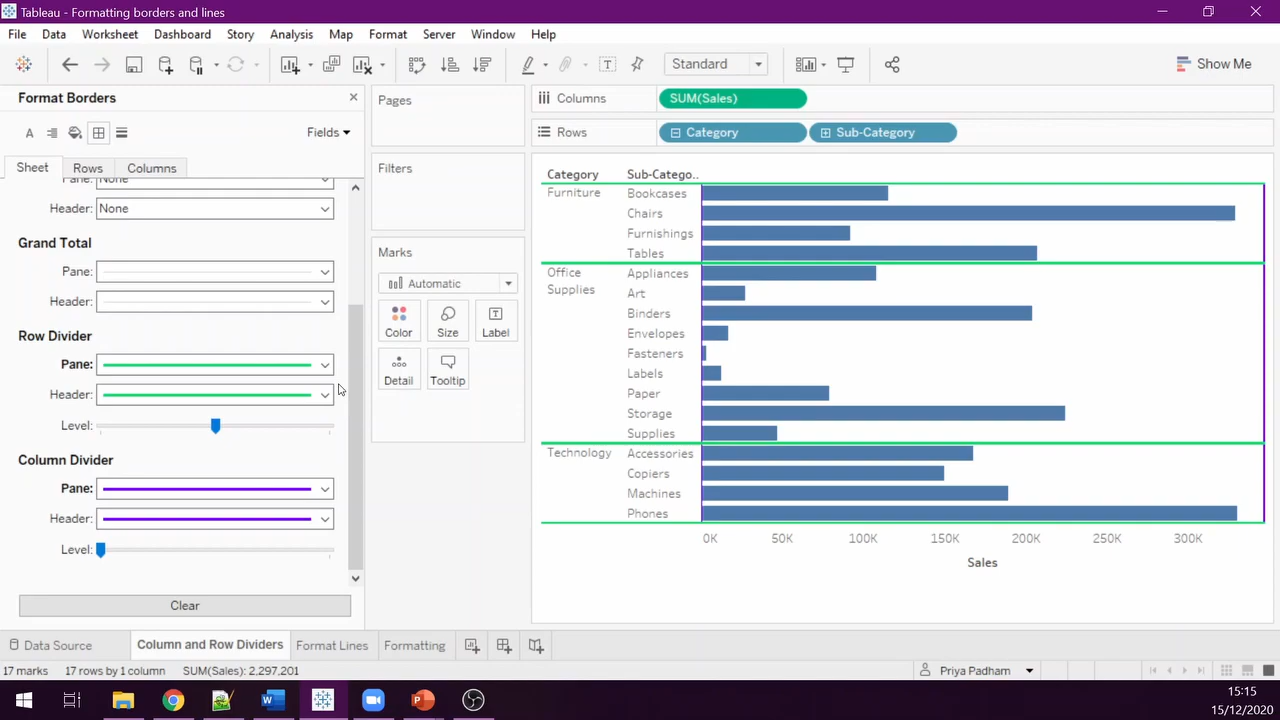 Tableau - Formatting borders and lines
File Data Worksheet Dashboard Story Analysis Map Format Server Window Help
Standard
Show Me
Format Borders
Fields
Sheet Rows Columns
Pane: None
Header: None
Grand Total
Pane:
Header:
Row Divider
Pane:
Header:
Level:
Column Divider
Pane:
Header:
Level:
Clear
Pages
Filters
Marks
Automatic
Color Size Label
Detail Tooltip
Columns SUM(Sales)
Rows Category Sub-Category
Category Sub-Catego..
Furniture Bookcases
Chairs
Furnishings
Tables
Office Supplies Appliances
Art
Binders
Envelopes
Fasteners
Labels
Paper
Storage
Supplies
Technology Accessories
Copiers
Machines
Phones
0K 50K 100K 150K 200K 250K 300K
Sales
Data Source Column and Row Dividers Format Lines Formatting
17 marks 17 rows by 1 column SUM(Sales): 2,297,201 Priya Padham
15:15
15/12/2020